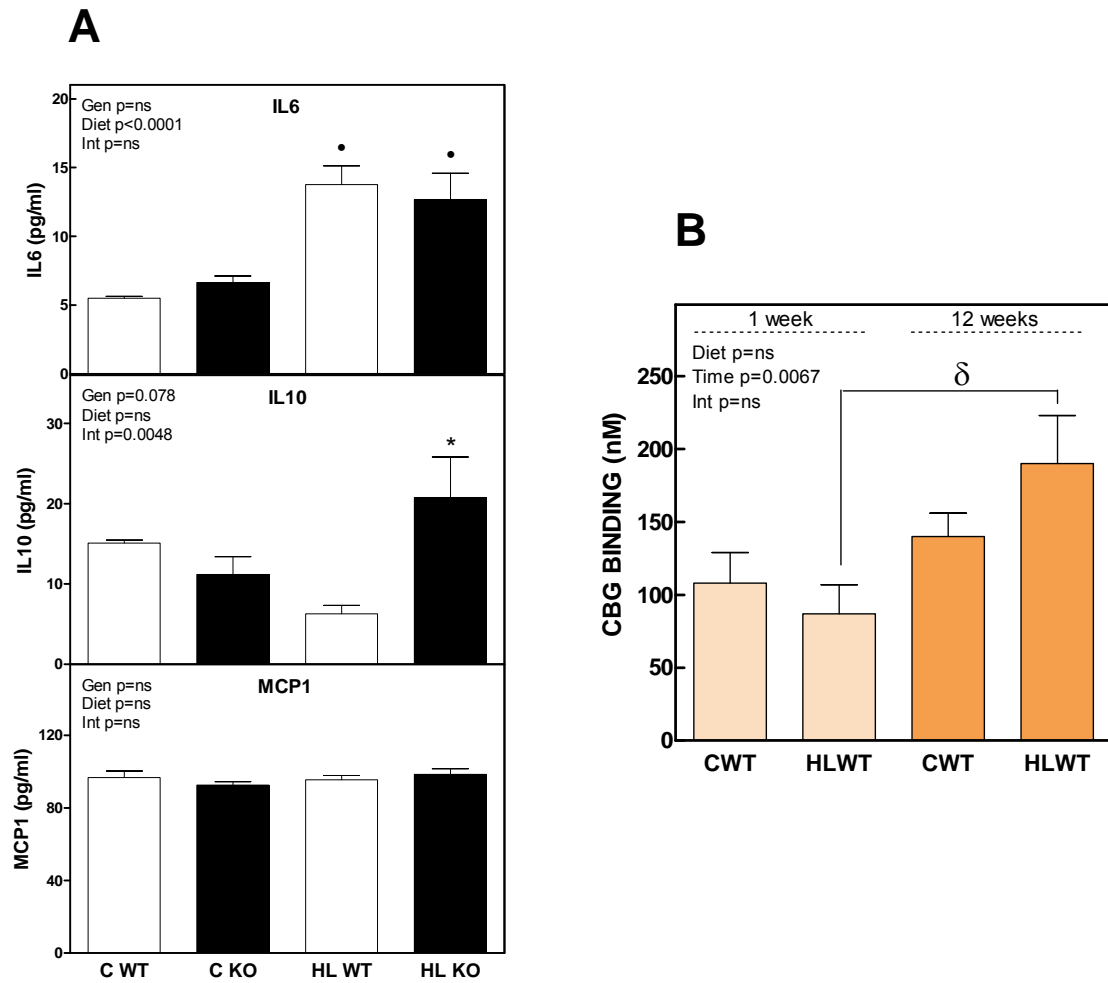 A
IL6
Gen p=ns
Diet p<0.0001
Int p=ns
20
15
10
5
0
IL6 (pg/ml)
•
•
IL10
Gen p=0.078
Diet p=ns
Int p=0.0048
30
20
10
0
IL10 (pg/ml)
*
MCP1
Gen p=ns
Diet p=ns
Int p=ns
120
80
40
0
MCP1 (pg/ml)
C WT
C KO
HL WT
HL KO
B
1 week
12 weeks
Diet p=ns
Time p=0.0067
Int p=ns
δ
250
200
150
100
50
0
CBG BINDING (nM)
CWT
HLWT
CWT
HLWT